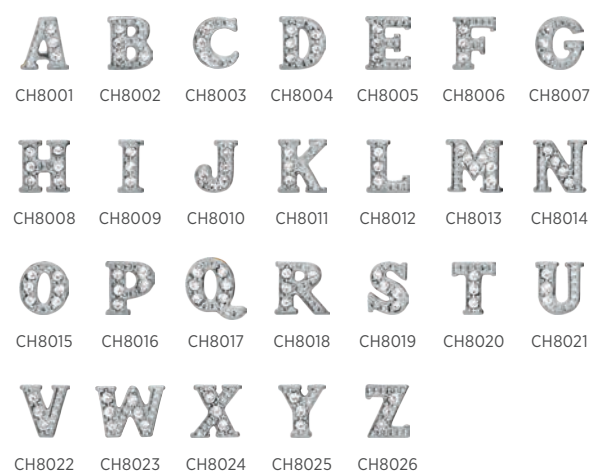 A B C D E F G
CH8001 CH8002 CH8003 CH8004 CH8005 CH8006 CH8007
H I J K L M N
CH8008 CH8009 CH8010 CH8011 CH8012 CH8013 CH8014
O P Q R S T U
CH8015 CH8016 CH8017 CH8018 CH8019 CH8020 CH8021
V W X Y Z
CH8022 CH8023 CH8024 CH8025 CH8026